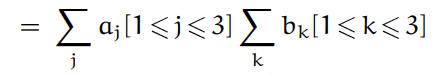 = ∑_j a_j[1 ⩽ j ⩽ 3] ∑_k b_k[1 ⩽ k ⩽ 3]